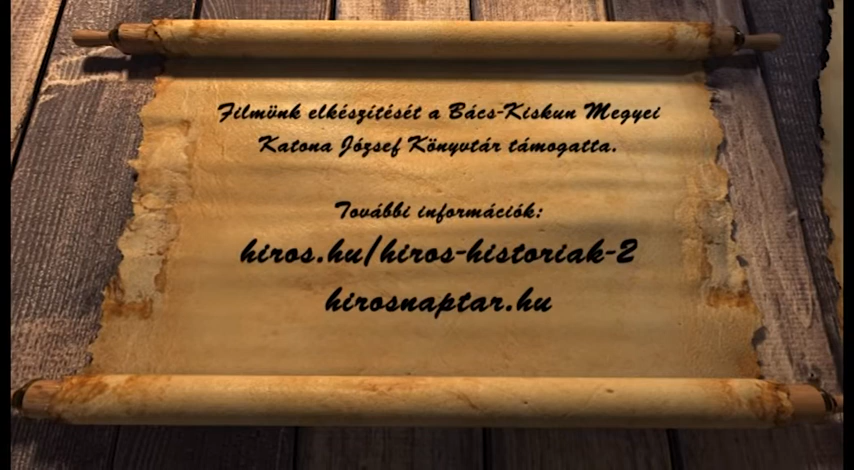 Filmünk elkészítését a Bács-Kiskun Megyei
Katona József Könyvtár támogatta.
További információk:
hiros.hu/hiros-historiak-2
hirosnaptar.hu